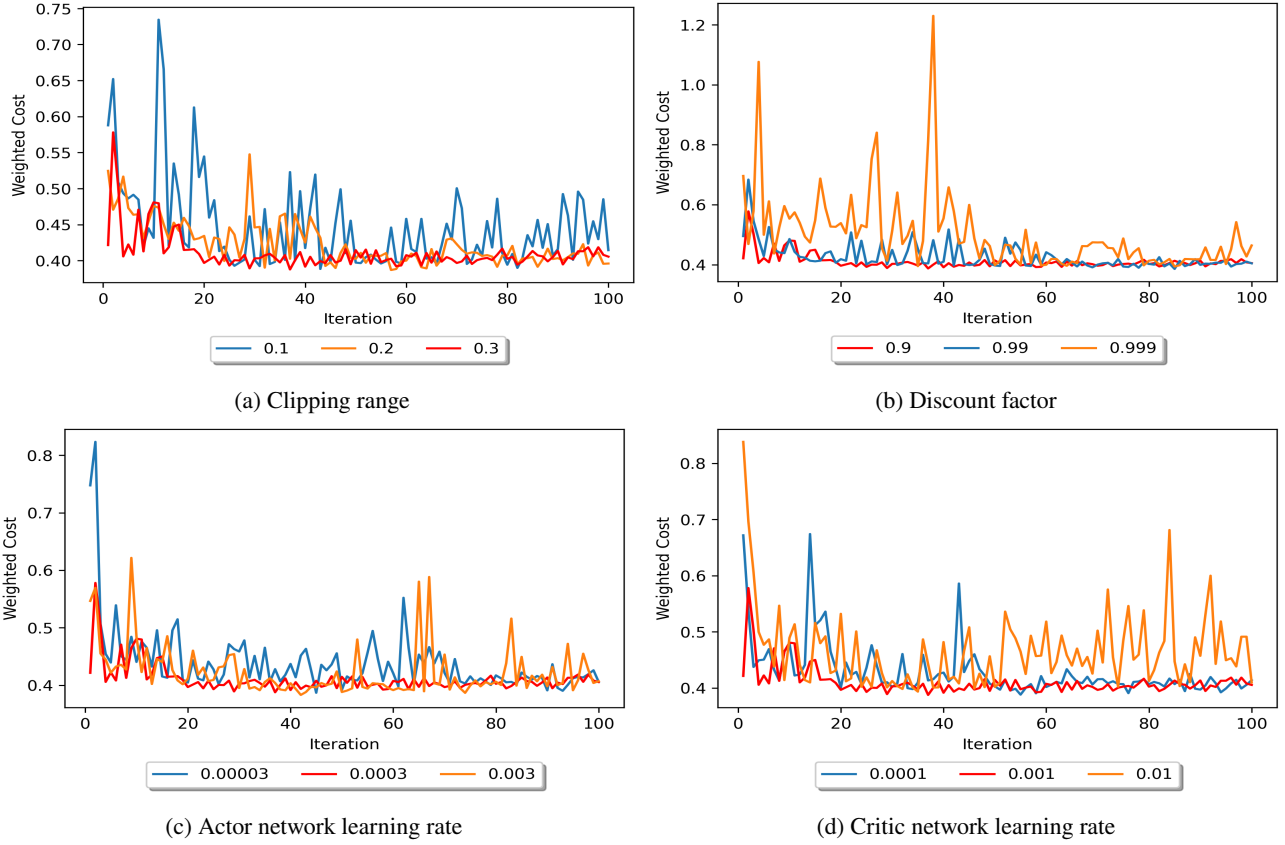 0.75
0.70
0.65
0.60
0.55
0.50
0.45
0.40
Weighted Cost
0 20 40 60 80 100
Iteration
0.1 0.2 0.3
(a) Clipping range
1.2
1.0
0.8
0.6
0.4
Weighted Cost
0 20 40 60 80 100
Iteration
0.9 0.99 0.999
(b) Discount factor
0.8
0.7
0.6
0.5
0.4
Weighted Cost
0 20 40 60 80 100
Iteration
0.00003 0.0003 0.003
(c) Actor network learning rate
0.8
0.7
0.6
0.5
0.4
Weighted Cost
0 20 40 60 80 100
Iteration
0.0001 0.001 0.01
(d) Critic network learning rate